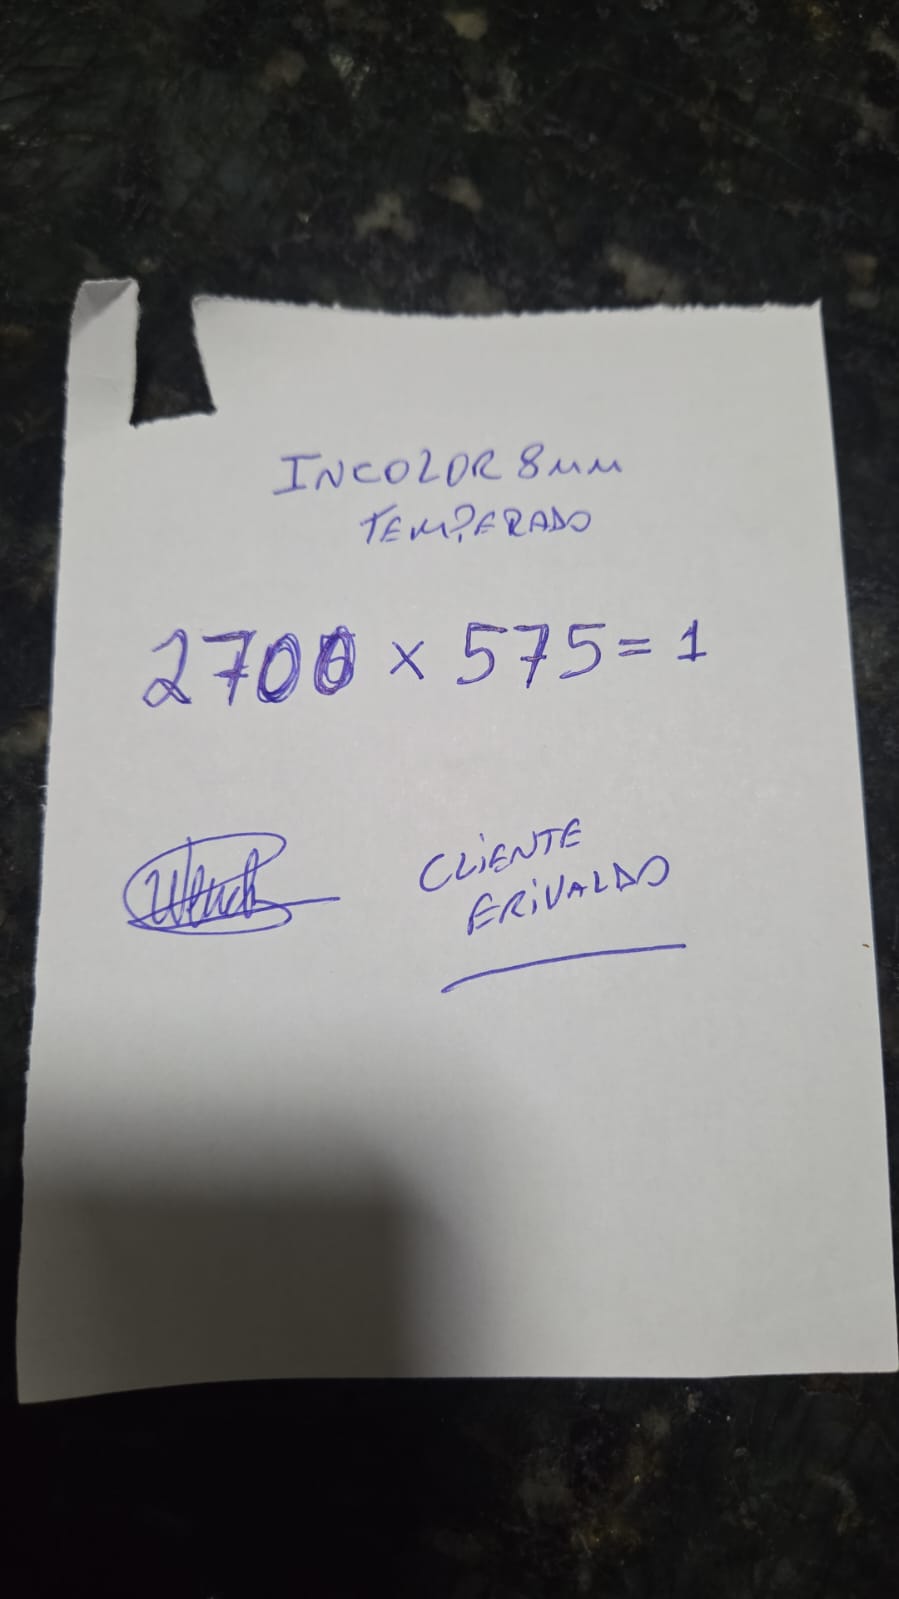 INCOLOR 8mm
TEMPERADO
2700 x 575 = 1
CLIENTE
ERIVALDO